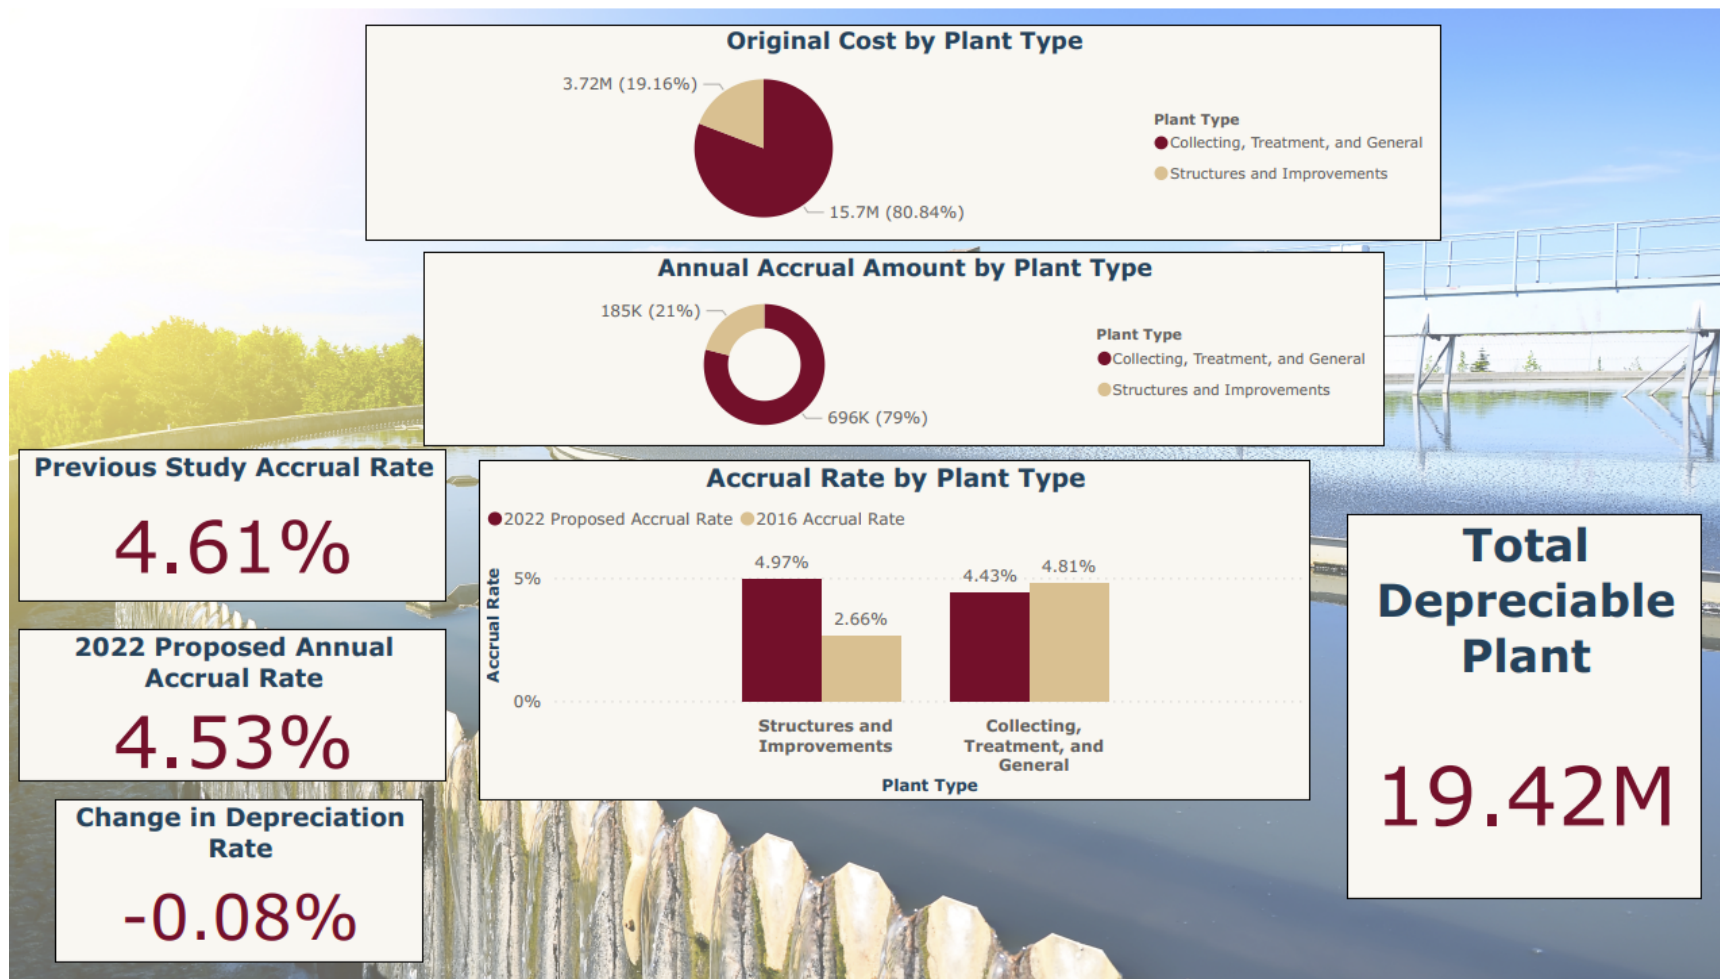 Original Cost by Plant Type
3.72M (19.16%)
15.7M (80.84%)
Plant Type
Collecting, Treatment, and General
Structures and Improvements
Annual Accrual Amount by Plant Type
185K (21%)
696K (79%)
Plant Type
Collecting, Treatment, and General
Structures and Improvements
Previous Study Accrual Rate
4.61%
2022 Proposed Annual
Accrual Rate
4.53%
Change in Depreciation
Rate
-0.08%
Accrual Rate by Plant Type
2022 Proposed Accrual Rate
2016 Accrual Rate
Accrual Rate
5%
0%
4.97%
2.66%
4.43%
4.81%
Structures and
Improvements
Collecting,
Treatment, and
General
Plant Type
Total
Depreciable
Plant
19.42M